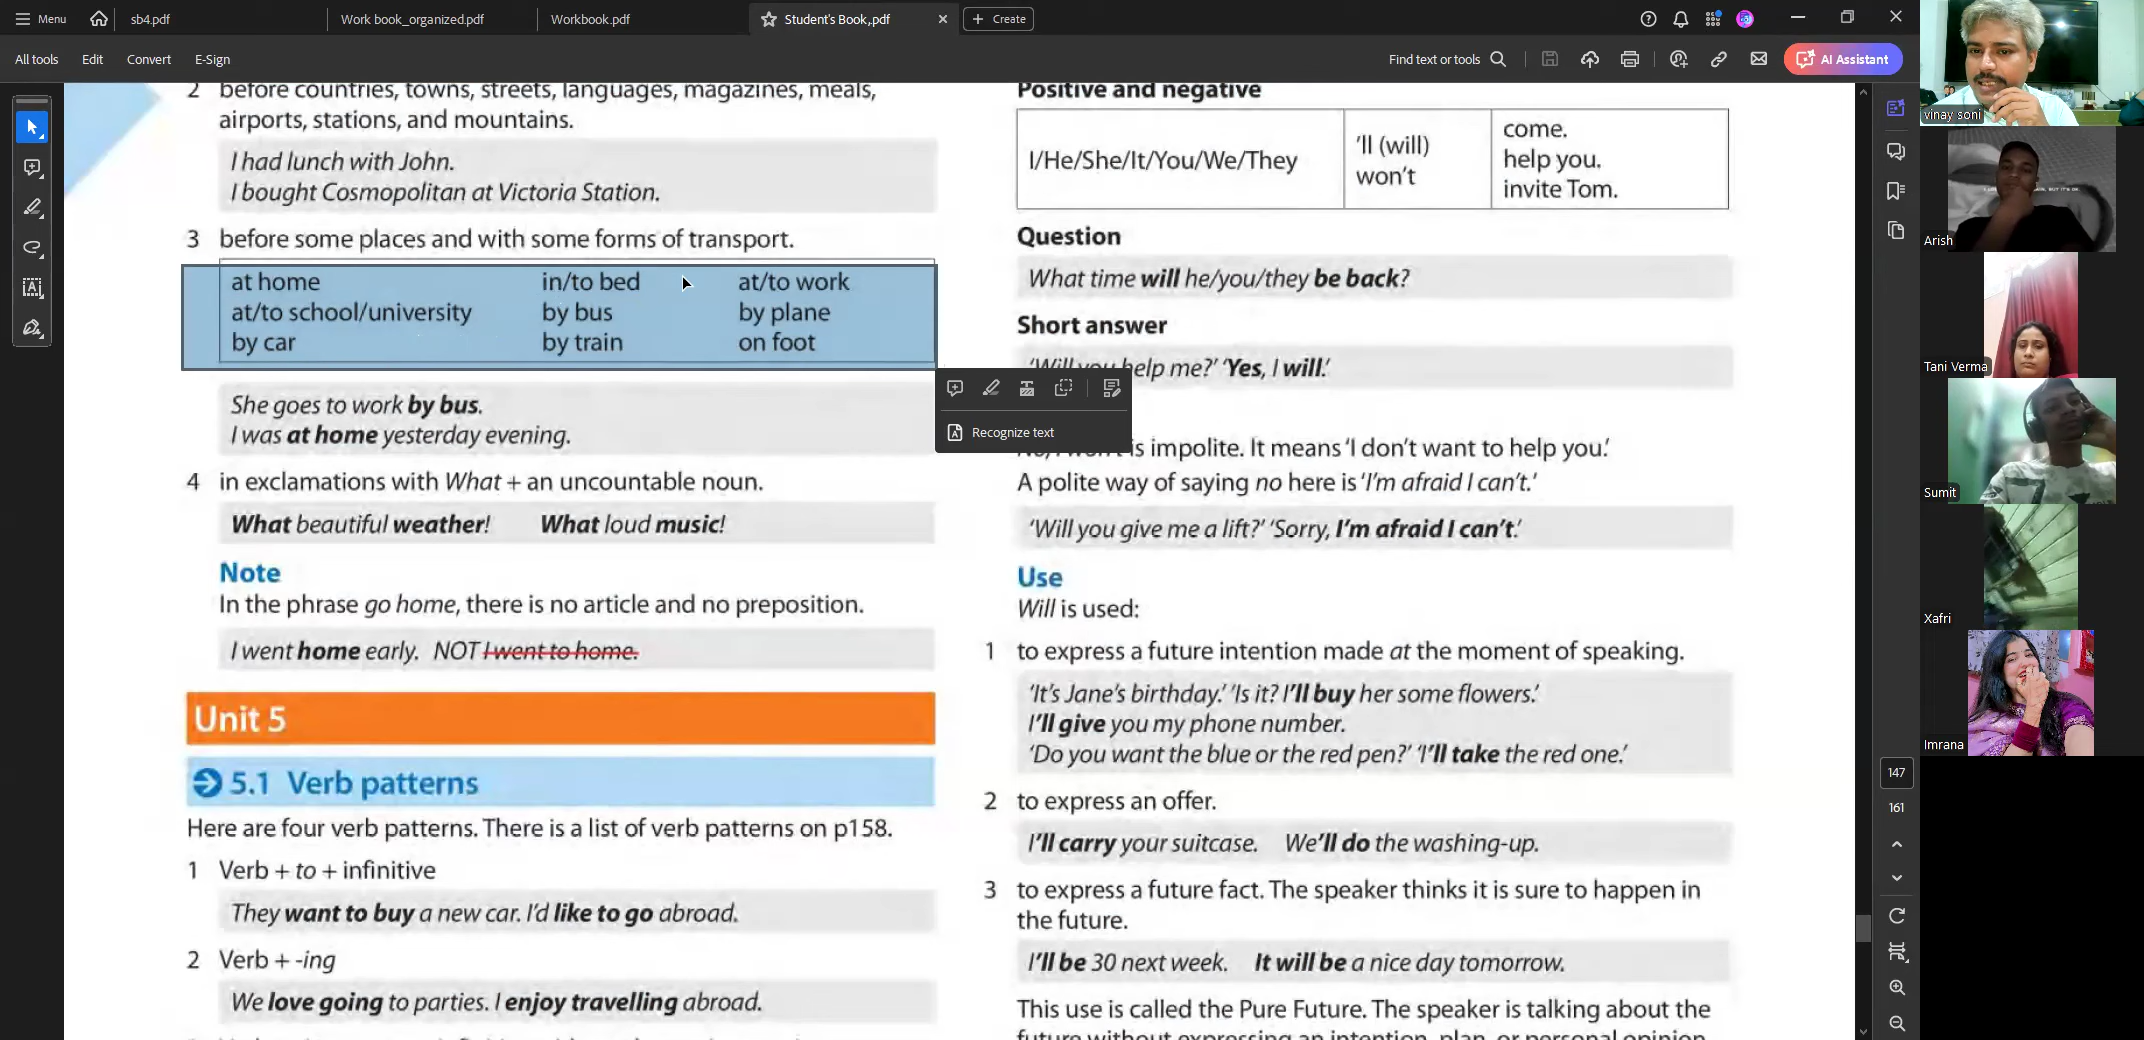 Menu
sb4.pdf
Work book_organized.pdf
Workbook.pdf
Student's Book,.pdf
Create
All tools
Edit
Convert
E-Sign
Find text or tools
AI Assistant
2 before countries, towns, streets, languages, magazines, meals,
airports, stations, and mountains.
I had lunch with John.
I bought Cosmopolitan at Victoria Station.
3 before some places and with some forms of transport.
at home in/to bed at/to work
at/to school/university by bus by plane
by car by train on foot
She goes to work by bus.
I was at home yesterday evening.
4 in exclamations with What + an uncountable noun.
What beautiful weather! What loud music!
Note
In the phrase go home, there is no article and no preposition.
I went home early. NOT I went to home.
Unit 5
5.1 Verb patterns
Here are four verb patterns. There is a list of verb patterns on p158.
1 Verb + to + infinitive
They want to buy a new car. I'd like to go abroad.
2 Verb + -ing
We love going to parties. I enjoy travelling abroad.
Recognize text
Positive and negative
I/He/She/It/You/We/They
'll (will)
won't
come.
help you.
invite Tom.
Question
What time will he/you/they be back?
Short answer
'Will you help me?' 'Yes, I will.'
No, I won't is impolite. It means 'I don't want to help you.'
A polite way of saying no here is 'I'm afraid I can't.'
'Will you give me a lift?' 'Sorry, I'm afraid I can't.'
Use
Will is used:
1 to express a future intention made at the moment of speaking.
'It's Jane's birthday.' 'Is it? I'll buy her some flowers.'
I'll give you my phone number.
'Do you want the blue or the red pen?' 'I'll take the red one.'
2 to express an offer.
I'll carry your suitcase. We'll do the washing-up.
3 to express a future fact. The speaker thinks it is sure to happen in
the future.
I'll be 30 next week. It will be a nice day tomorrow.
This use is called the Pure Future. The speaker is talking about the
future without expressing an intention, plan, or personal opinion.
147
161
vinay soni
Arish
Tani Verma
Sumit
Xafri
Imrana